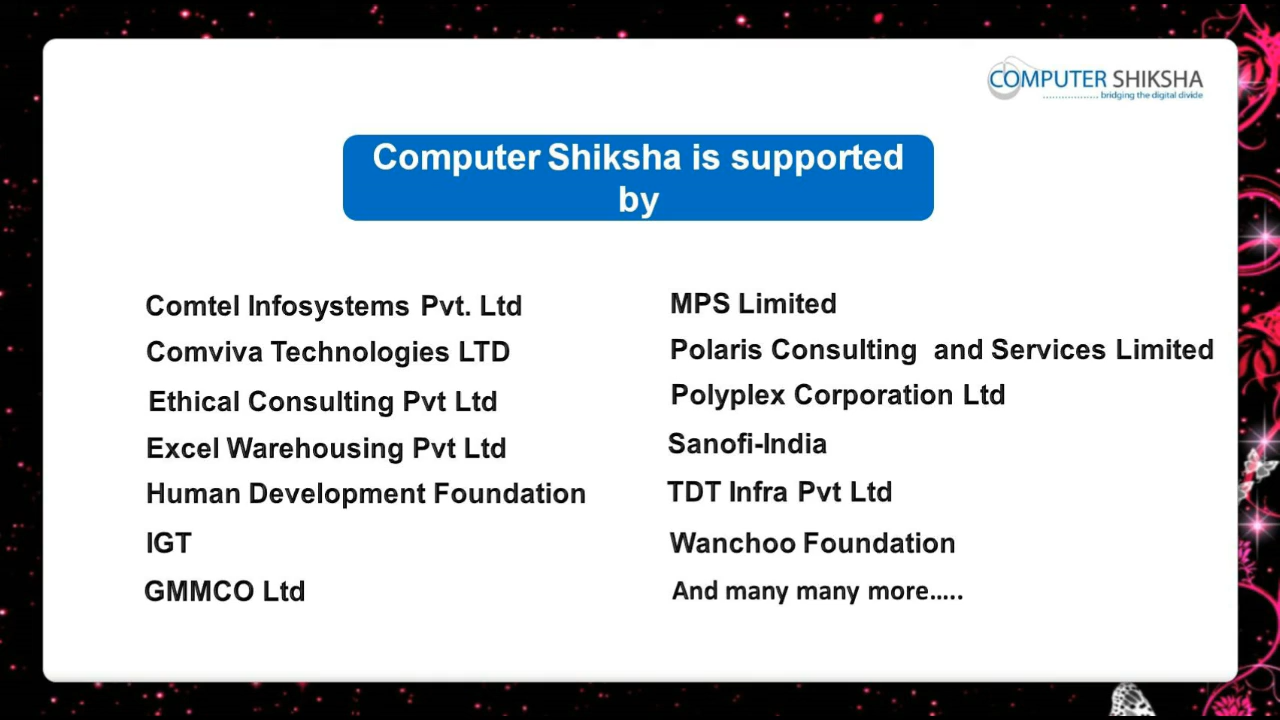 COMPUTER SHIKSHA
bridging the digital divide
Computer Shiksha is supported
by
Comtel Infosystems Pvt. Ltd
Comviva Technologies LTD
Ethical Consulting Pvt Ltd
Excel Warehousing Pvt Ltd
Human Development Foundation
IGT
GMMCO Ltd
MPS Limited
Polaris Consulting and Services Limited
Polyplex Corporation Ltd
Sanofi-India
TDT Infra Pvt Ltd
Wanchoo Foundation
And many many more.....